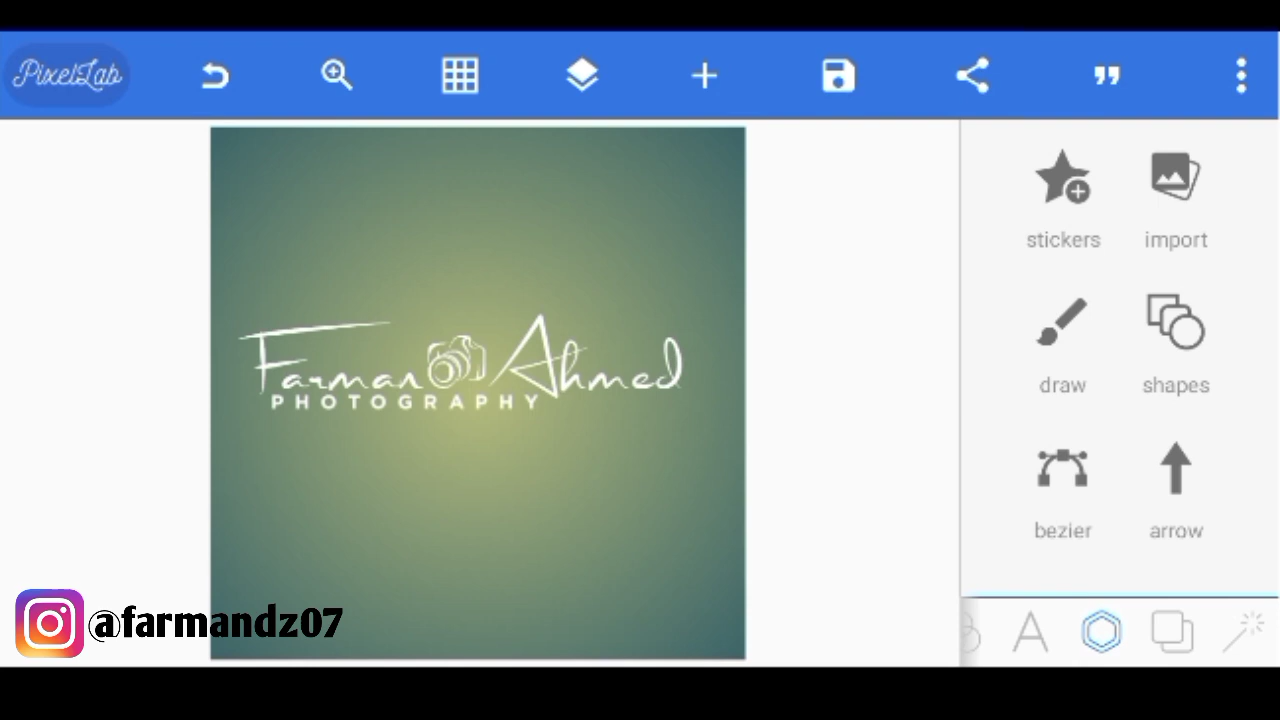 PixelLab
stickers
import
draw
shapes
Farman Ahmed
PHOTOGRAPHY
bezier
arrow
@farmandz07